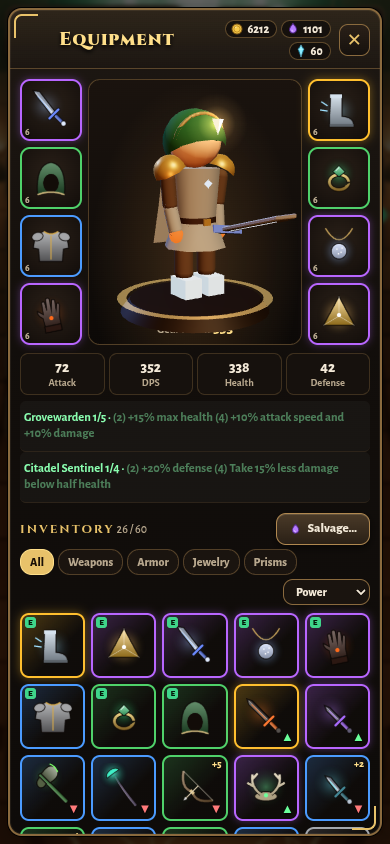 Equipment
6212
1101
60
6
6
6
6
6
6
6
6
72
Attack
352
DPS
338
Health
42
Defense
Grovewarden 1/5 · (2) +15% max health (4) +10% attack speed and
+10% damage
Citadel Sentinel 1/4 · (2) +20% defense (4) Take 15% less damage
below half health
INVENTORY 26/60
Salvage...
All
Weapons
Armor
Jewelry
Prisms
Power
E
E
E
E
E
E
E
E
+5
+2